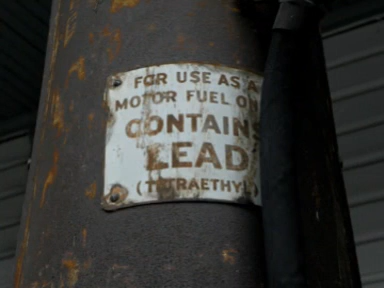 FOR USE AS A
MOTOR FUEL ON
CONTAINS
LEAD
(TETRAETHYL)